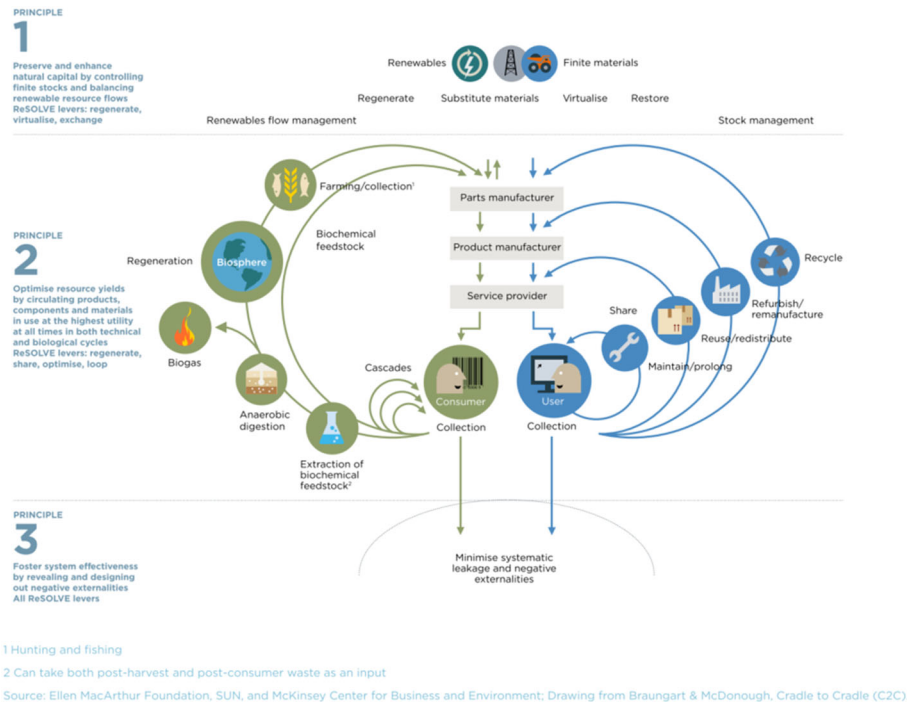 PRINCIPLE
1
Preserve and enhance
natural capital by controlling
finite stocks and balancing
renewable resource flows
ReSOLVE levers: regenerate,
virtualise, exchange
Renewables
Finite materials
Regenerate
Substitute materials
Virtualise
Restore
Renewables flow management
Stock management
PRINCIPLE
2
Optimise resource yields
by circulating products,
components and materials
in use at the highest utility
at all times in both technical
and biological cycles
ReSOLVE levers: regenerate,
share, optimise, loop
Farming/collection¹
Biochemical
feedstock
Regeneration
Biosphere
Biogas
Anaerobic
digestion
Extraction of
biochemical
feedstock²
Cascades
Parts manufacturer
Product manufacturer
Service provider
Consumer
Collection
User
Collection
Share
Maintain/prolong
Reuse/redistribute
Refurbish/
remanufacture
Recycle
PRINCIPLE
3
Foster system effectiveness
by revealing and designing
out negative externalities
All ReSOLVE levers
Minimise systematic
leakage and negative
externalities
1 Hunting and fishing
2 Can take both post-harvest and post-consumer waste as an input
Source: Ellen MacArthur Foundation, SUN, and McKinsey Center for Business and Environment; Drawing from Braungart & McDonough, Cradle to Cradle (C2C)